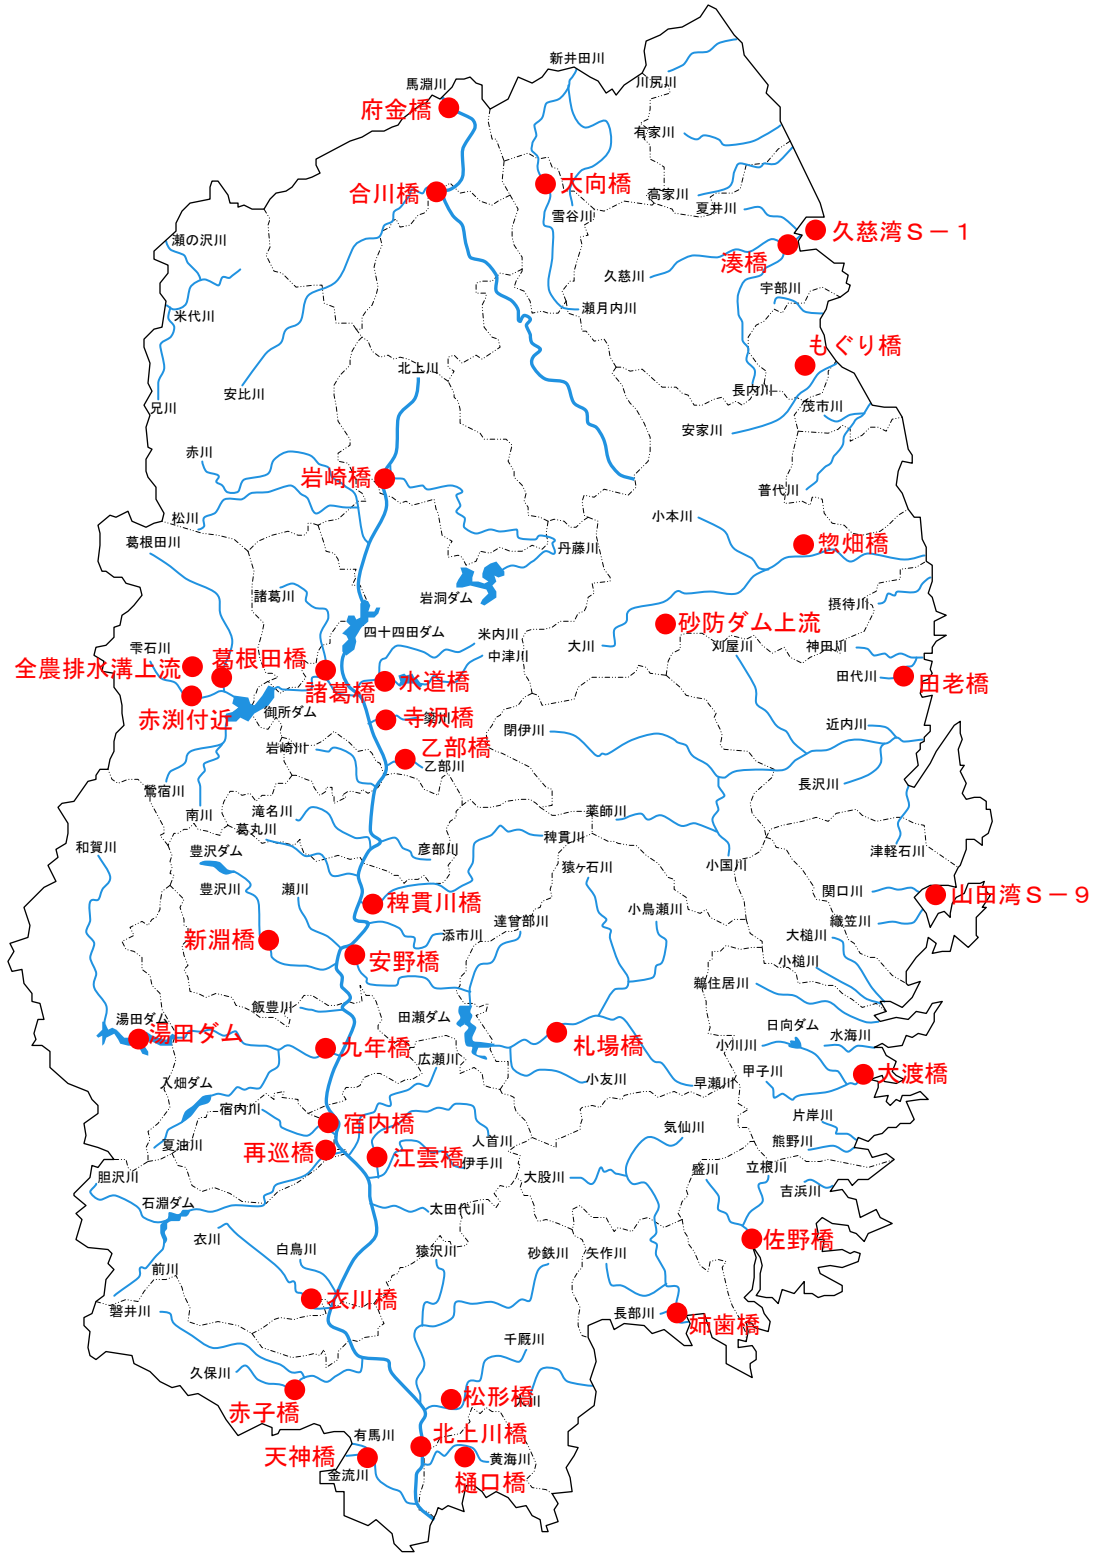 新井田川
川尻川
馬淵川
府金橋
有家川
合川橋
大向橋
高家川
夏井川
雪谷川
久慈湾Ｓ－１
瀬の沢川
湊橋
久慈川
宇部川
瀬月内川
米代川
もぐり橋
北上川
長内川
安比川
兄川
茂市川
安家川
赤川
岩崎橋
普代川
松川
小本川
葛根田川
惣畑橋
丹藤川
諸葛川
岩洞ダム
摂待川
四十四田ダム
米内川
砂防ダム上流
大川
刈屋川
神田川
雫石川
中津川
全農排水溝上流
葛根田橋
諸葛橋
水道橋
田代川
田老橋
赤渕付近
御所ダム
寺沢橋
簗川
閉伊川
近内川
岩崎川
乙部橋
乙部川
長沢川
鶯宿川
南川
滝名川
薬師川
葛丸川
稗貫川
和賀川
豊沢ダム
彦部川
津軽石川
猿ヶ石川
小国川
豊沢川
瀬川
関口川
山田湾Ｓ－９
稗貫川橋
小烏瀬川
織笠川
新淵橋
添市川
達曾部川
大槌川
安野橋
小槌川
鵜住居川
飯豊川
湯田ダム
田瀬ダム
日向ダム
湯田ダム
九年橋
札場橋
小川川
水海川
広瀬川
入畑ダム
小友川
早瀬川
甲子川
大渡橋
宿内川
宿内橋
片岸川
夏油川
再巡橋
人首川
気仙川
熊野川
江雲橋
伊手川
胆沢川
大股川
盛川
立根川
吉浜川
石淵ダム
太田代川
衣川
白鳥川
猿沢川
砂鉄川
矢作川
佐野橋
前川
衣川橋
磐井川
長部川
姉歯橋
千厩川
久保川
松形橋
大川
赤子橋
有馬川
北上川橋
天神橋
黄海川
金流川
樋口橋